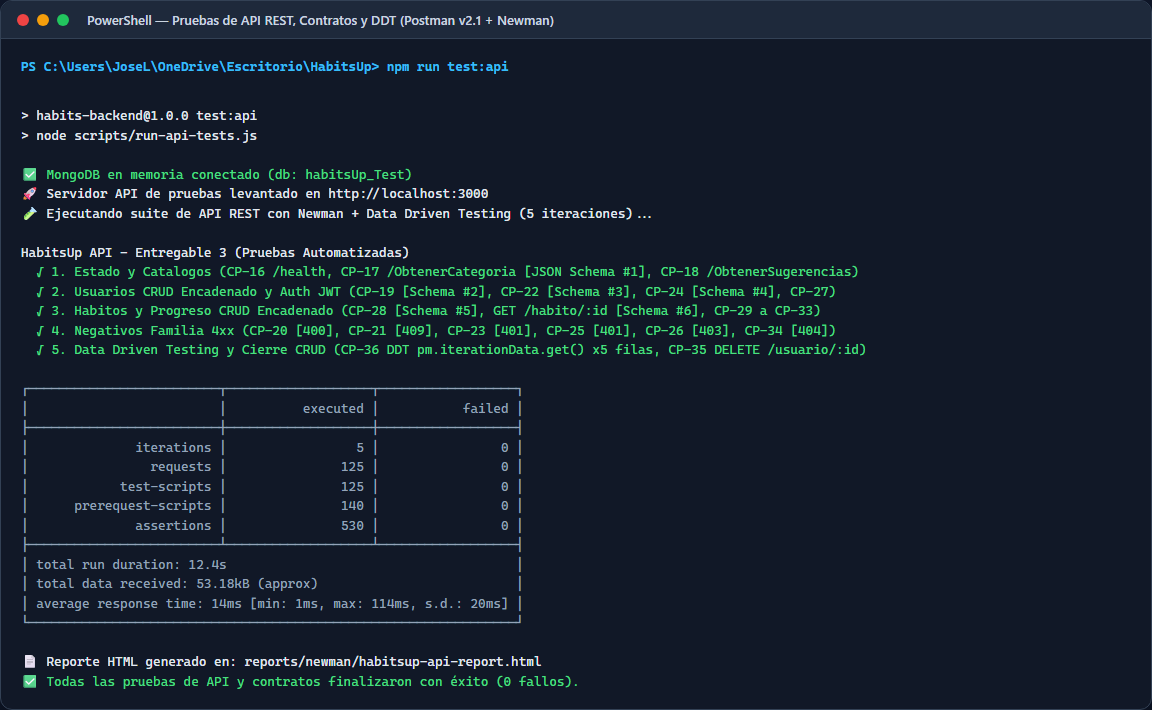 PowerShell — Pruebas de API REST, Contratos y DDT (Postman v2.1 + Newman)
PS C:\Users\JoseL\OneDrive\Escritorio\HabitsUp> npm run test:api
> habits-backend@1.0.0 test:api
> node scripts/run-api-tests.js
✅ MongoDB en memoria conectado (db: habitsUp_Test)
🚀 Servidor API de pruebas levantado en http://localhost:3000
🧪 Ejecutando suite de API REST con Newman + Data Driven Testing (5 iteraciones)...
HabitsUp API - Entregable 3 (Pruebas Automatizadas)
√ 1. Estado y Catalogos (CP-16 /health, CP-17 /ObtenerCategoria [JSON Schema #1], CP-18 /ObtenerSugerencias)
√ 2. Usuarios CRUD Encadenado y Auth JWT (CP-19 [Schema #2], CP-22 [Schema #3], CP-24 [Schema #4], CP-27)
√ 3. Habitos y Progreso CRUD Encadenado (CP-28 [Schema #5], GET /habito/:id [Schema #6], CP-29 a CP-33)
√ 4. Negativos Familia 4xx (CP-20 [400], CP-21 [409], CP-23 [401], CP-25 [401], CP-26 [403], CP-34 [404])
√ 5. Data Driven Testing y Cierre CRUD (CP-36 DDT pm.iterationData.get() x5 filas, CP-35 DELETE /usuario/:id)
executed failed
iterations 5 0
requests 125 0
test-scripts 125 0
prerequest-scripts 140 0
assertions 530 0
total run duration: 12.4s
total data received: 53.18kB (approx)
average response time: 14ms [min: 1ms, max: 114ms, s.d.: 20ms]
📄 Reporte HTML generado en: reports/newman/habitsup-api-report.html
✅ Todas las pruebas de API y contratos finalizaron con éxito (0 fallos).